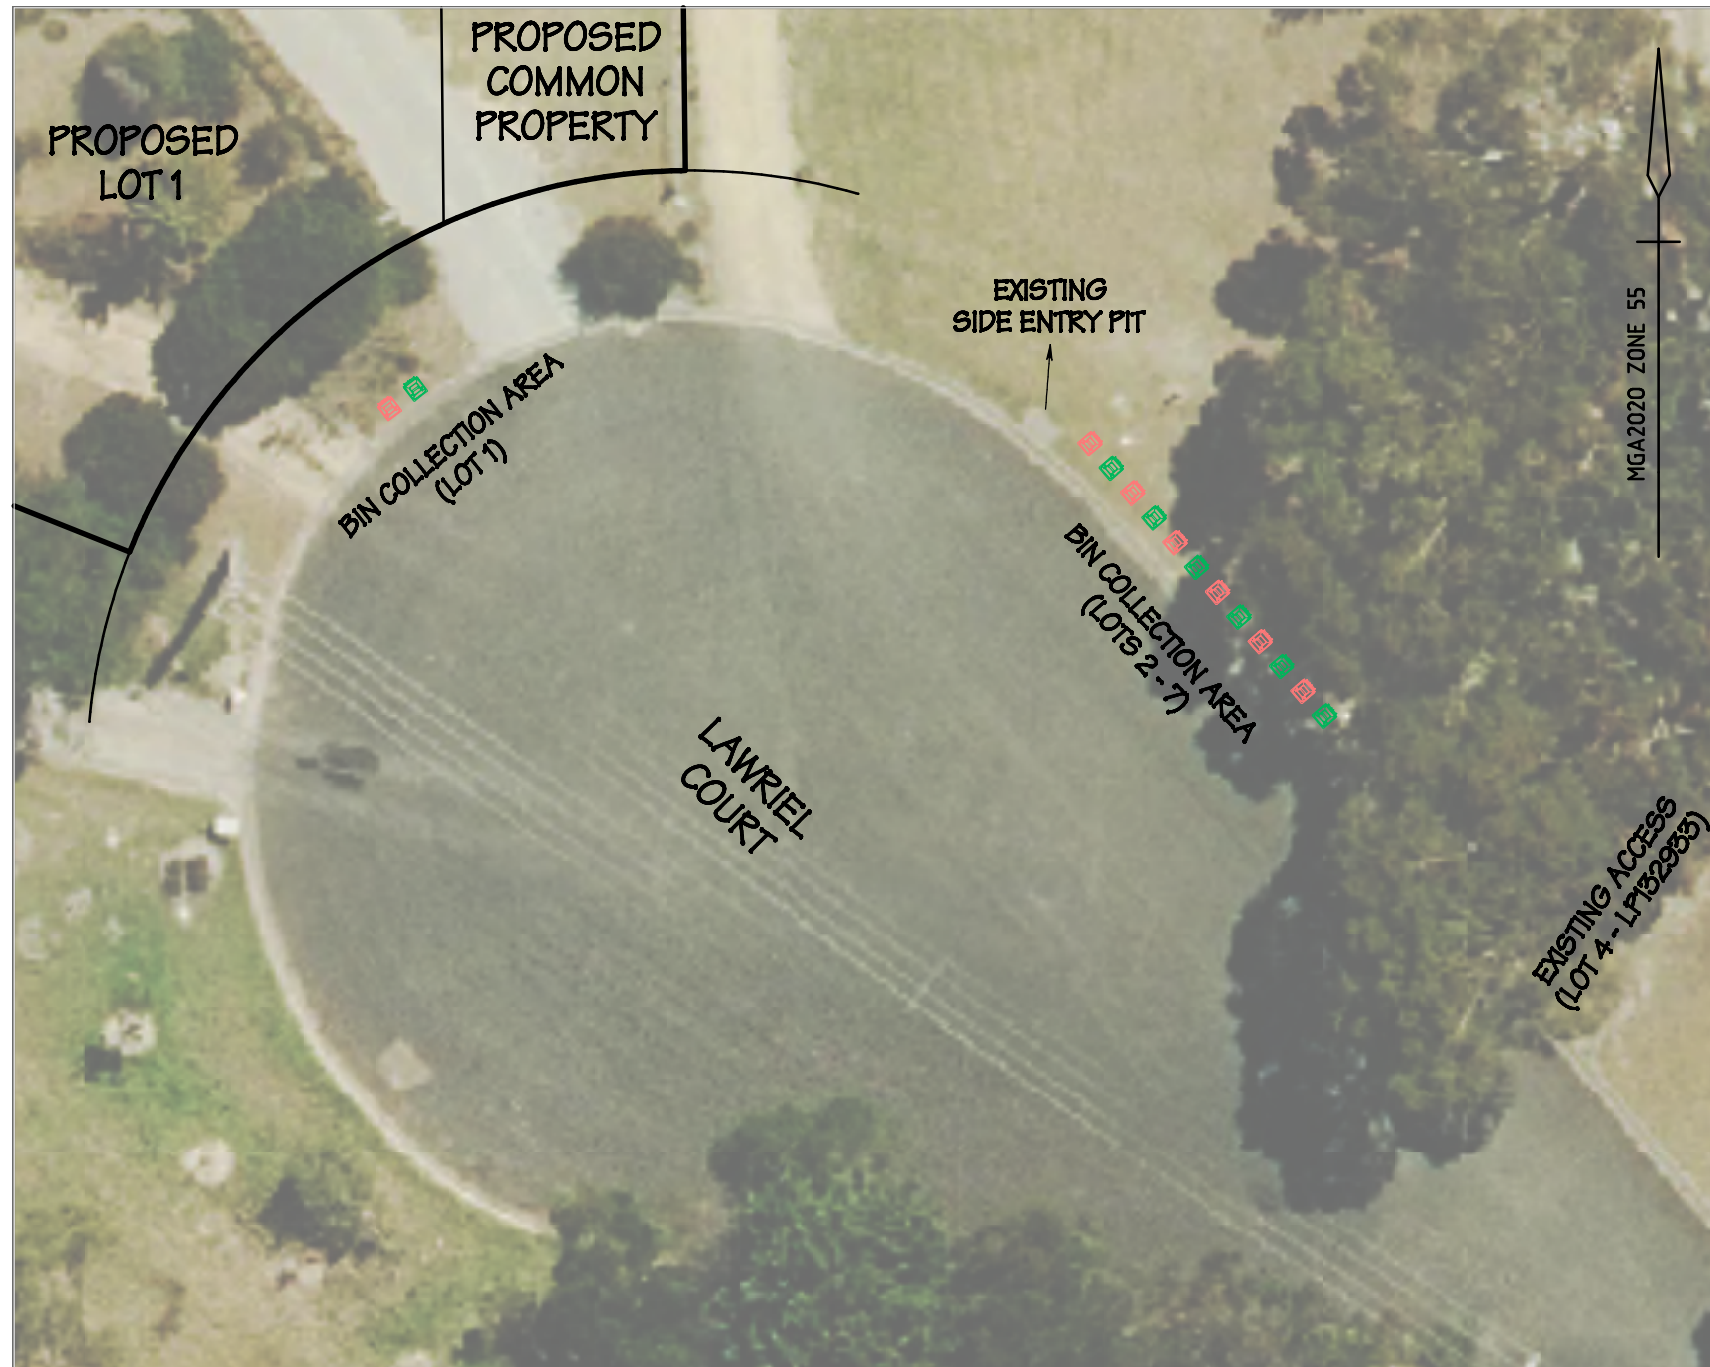 PROPOSED
COMMON
PROPERTY
PROPOSED
LOT 1
EXISTING
SIDE ENTRY PIT
MGA2020 ZONE 55
BIN COLLECTION AREA
(LOT 1)
BIN COLLECTION AREA
(LOTS 2 - 7)
LAWRIEL
COURT
EXISTING ACCESS
(LOT 4 - LP132933)